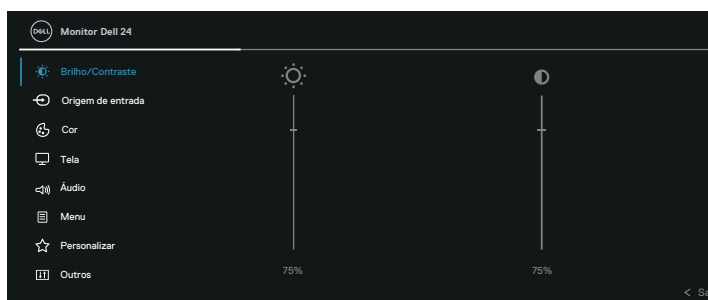 DELL Monitor Dell 24
Brilho/Contraste
Origem de entrada
Cor
Tela
Áudio
Menu
Personalizar
Outros
75% 75%